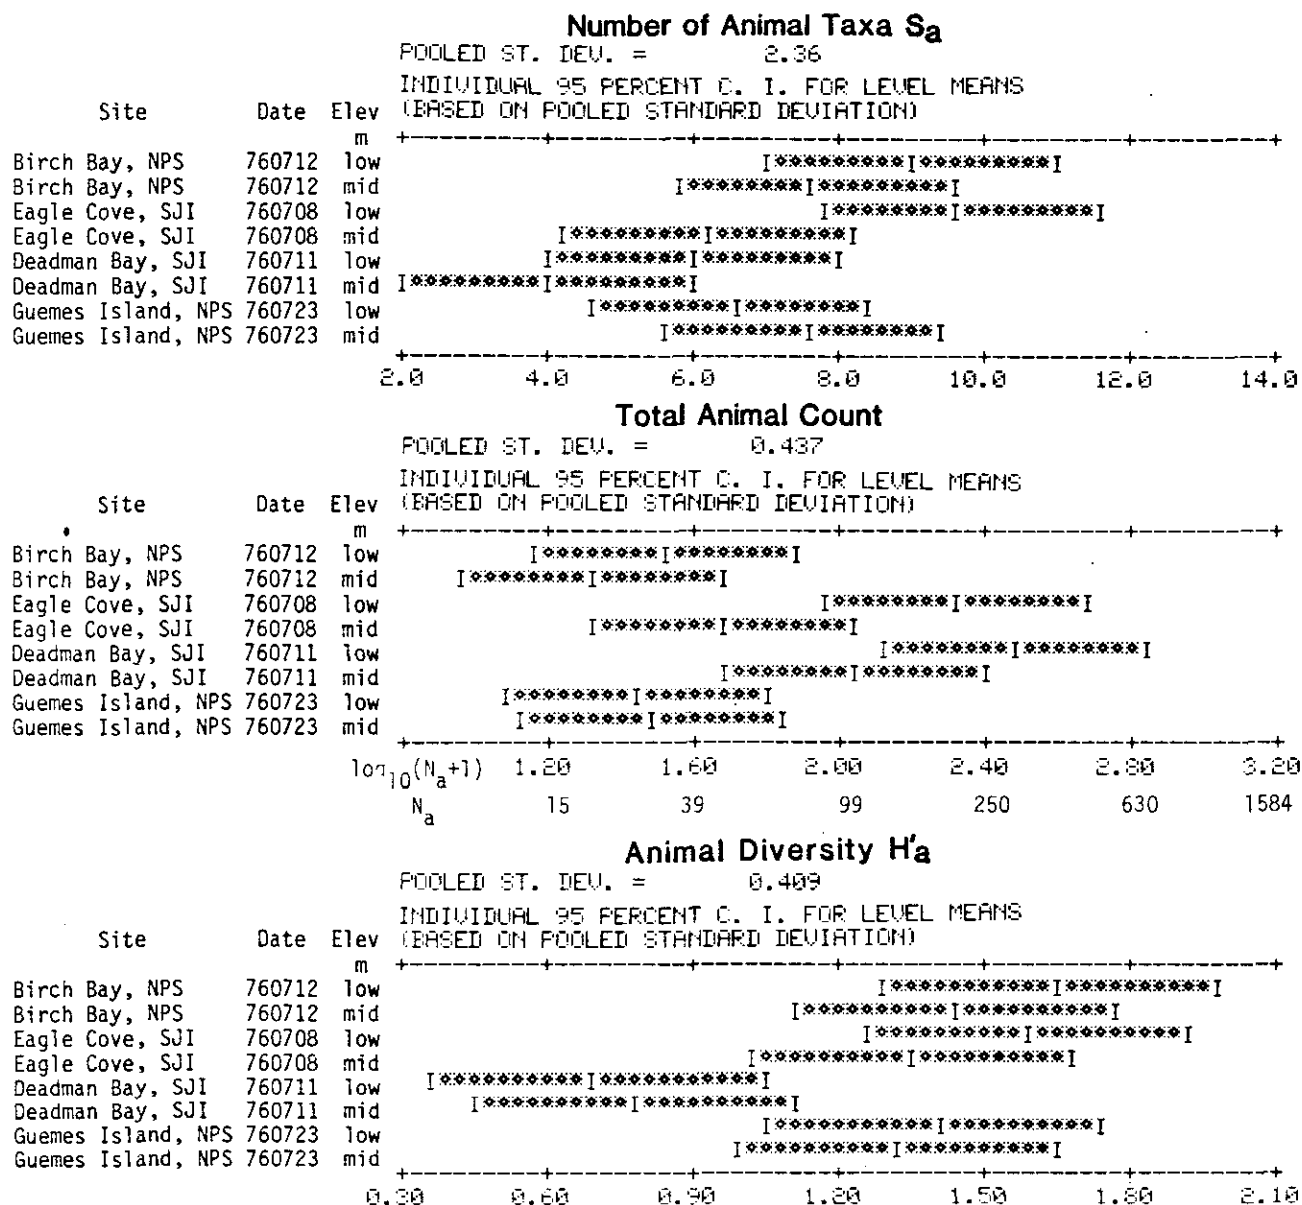 Number of Animal Taxa Sa
POOLED ST. DEV. = 2.36
INDIVIDUAL 95 PERCENT C. I. FOR LEVEL MEANS
Site Date Elev (BASED ON POOLED STANDARD DEVIATION)
m +---------+---------+---------+---------+---------+---------+
Birch Bay, NPS 760712 low I*********I*********I
Birch Bay, NPS 760712 mid I********I*********I
Eagle Cove, SJI 760708 low I********I*********I
Eagle Cove, SJI 760708 mid I*********I*********I
Deadman Bay, SJI 760711 low I*********I*********I
Deadman Bay, SJI 760711 mid I*********I*********I
Guemes Island, NPS 760723 low I*********I********I
Guemes Island, NPS 760723 mid I*********I********I
+---------+---------+---------+---------+---------+---------+
2.0 4.0 6.0 8.0 10.0 12.0 14.0
Total Animal Count
POOLED ST. DEV. = 0.437
INDIVIDUAL 95 PERCENT C. I. FOR LEVEL MEANS
Site Date Elev (BASED ON POOLED STANDARD DEVIATION)
m +---------+---------+---------+---------+---------+---------+
Birch Bay, NPS 760712 low I********I********I
Birch Bay, NPS 760712 mid I********I********I
Eagle Cove, SJI 760708 low I********I********I
Eagle Cove, SJI 760708 mid I********I********I
Deadman Bay, SJI 760711 low I********I********I
Deadman Bay, SJI 760711 mid I********I********I
Guemes Island, NPS 760723 low I********I********I
Guemes Island, NPS 760723 mid I********I********I
+---------+---------+---------+---------+---------+---------+
log10(Na+1) 1.20 1.60 2.00 2.40 2.80 3.20
Na 15 39 99 250 630 1584
Animal Diversity H'a
POOLED ST. DEV. = 0.409
INDIVIDUAL 95 PERCENT C. I. FOR LEVEL MEANS
Site Date Elev (BASED ON POOLED STANDARD DEVIATION)
m +---------+---------+---------+---------+---------+---------+
Birch Bay, NPS 760712 low I***********I**********I
Birch Bay, NPS 760712 mid I**********I**********I
Eagle Cove, SJI 760708 low I**********I**********I
Eagle Cove, SJI 760708 mid I**********I**********I
Deadman Bay, SJI 760711 low I**********I***********I
Deadman Bay, SJI 760711 mid I**********I**********I
Guemes Island, NPS 760723 low I***********I**********I
Guemes Island, NPS 760723 mid I**********I**********I
+---------+---------+---------+---------+---------+---------+
0.30 0.60 0.90 1.20 1.50 1.80 2.10